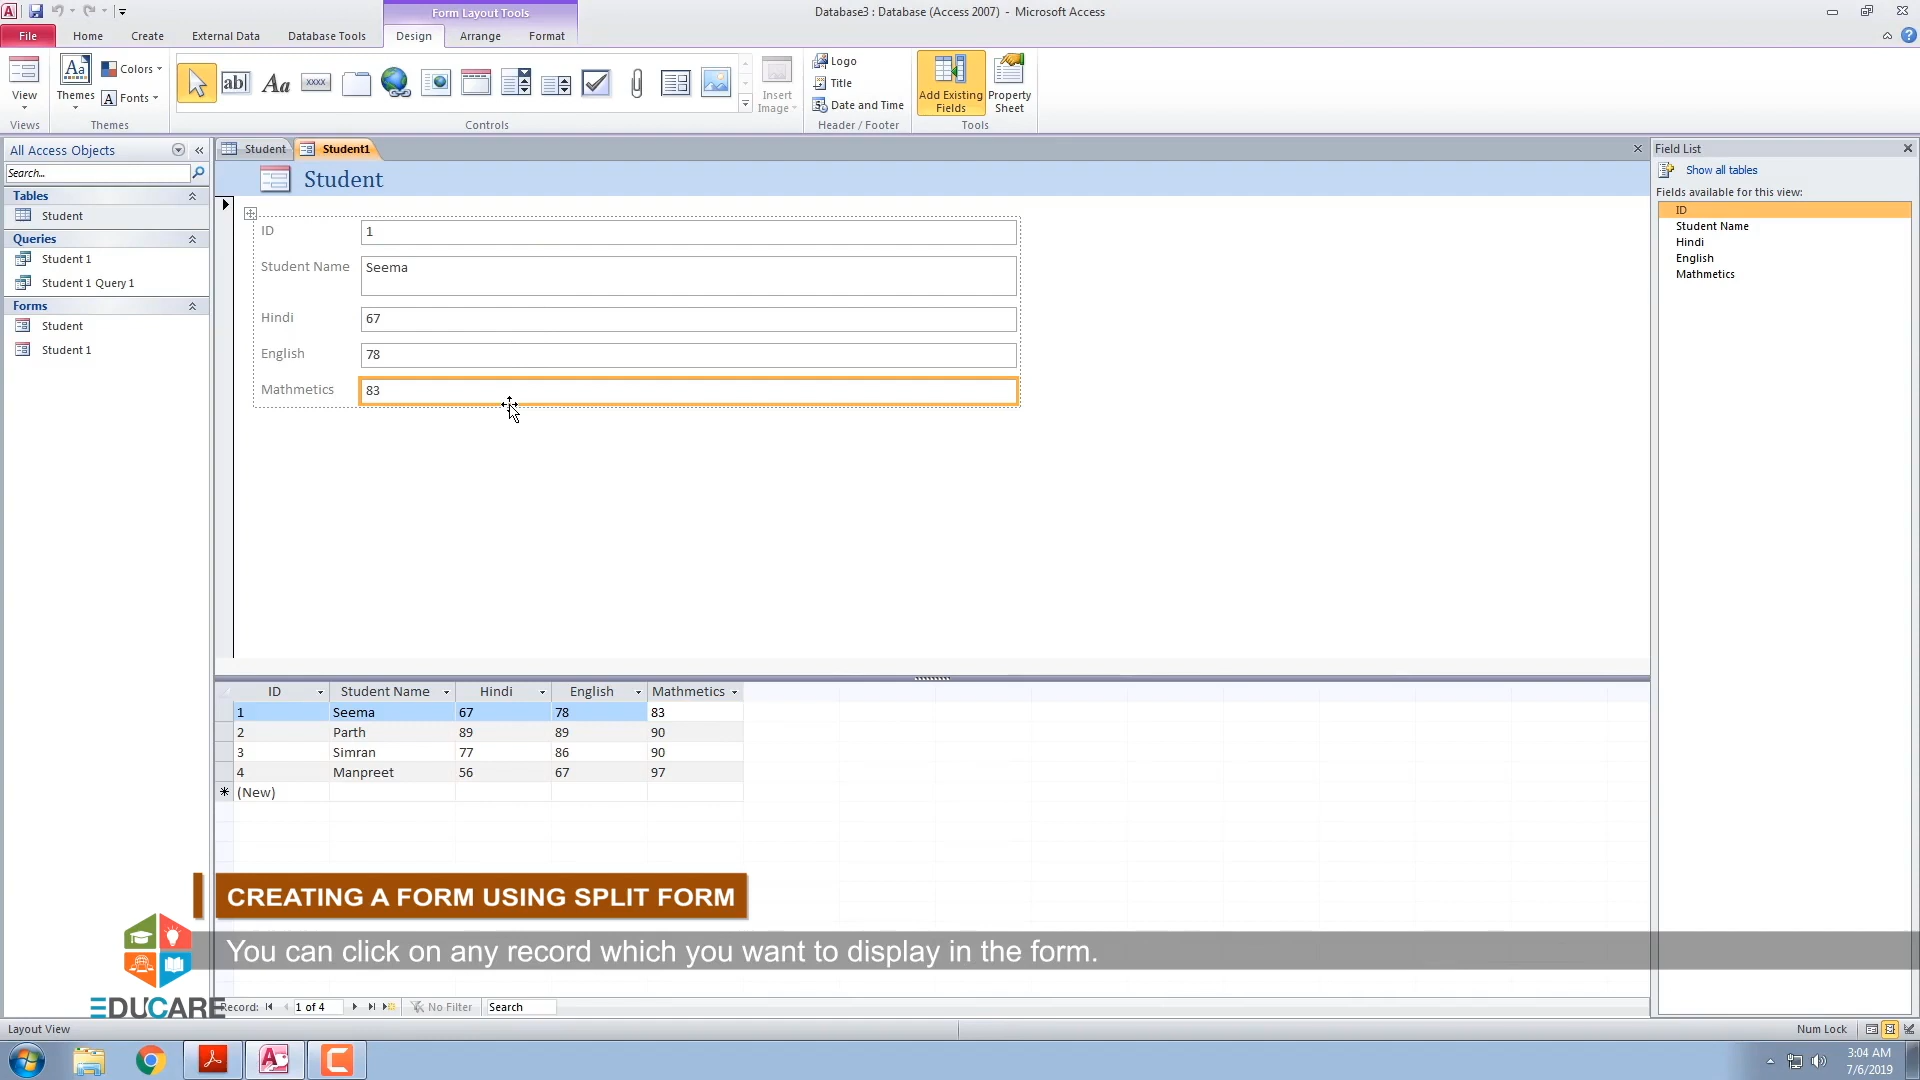 Form Layout Tools
Database3 : Database (Access 2007) - Microsoft Access
File Home Create External Data Database Tools Design Arrange Format
View
Views
Aa
Themes
Colors
Fonts
Themes
ab|
Aa
XXXX
Controls
Insert
Image
Logo
Title
Date and Time
Header / Footer
Add Existing
Fields
Property
Sheet
Tools
All Access Objects
Search...
Tables
Student
Queries
Student 1
Student 1 Query1
Forms
Student
Student 1
Student Student1
Student
ID 1
Student Name Seema
Hindi 67
English 78
Mathmetics 83
Field List
Show all tables
Fields available for this view:
ID
Student Name
Hindi
English
Mathmetics
ID Student Name Hindi English Mathmetics
1 Seema 67 78 83
2 Parth 89 89 90
3 Simran 77 86 90
4 Manpreet 56 67 97
(New)
CREATING A FORM USING SPLIT FORM
You can click on any record which you want to display in the form.
EDUCARE
Record: 1 of 4 No Filter Search
Layout View Num Lock
3:04 AM
7/6/2019